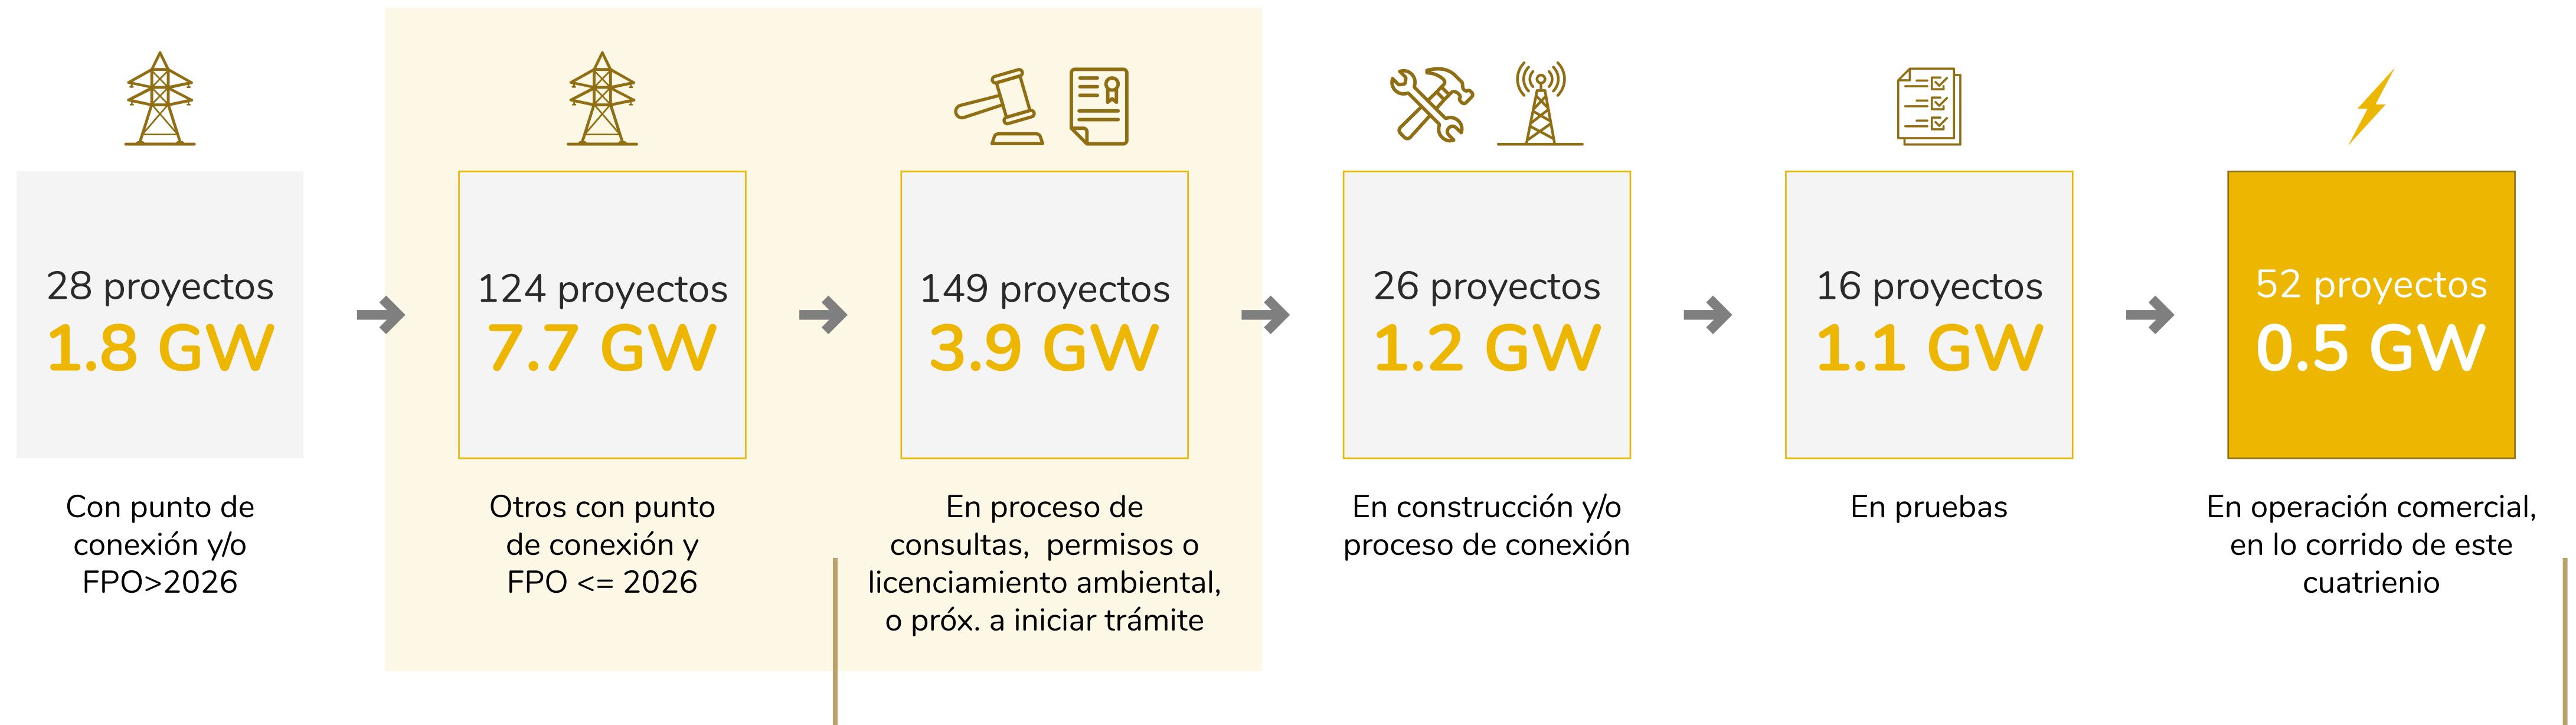 28 proyectos
1.8 GW
Con punto de
conexión y/o
FPO>2026
124 proyectos
7.7 GW
Otros con punto
de conexión y
FPO <= 2026
149 proyectos
3.9 GW
En proceso de
consultas,  permisos o
licenciamiento ambiental,
o próx. a iniciar trámite
26 proyectos
1.2 GW
En construcción y/o
proceso de conexión
16 proyectos
1.1 GW
En pruebas
52 proyectos
0.5 GW
En operación comercial,
en lo corrido de este
cuatrienio